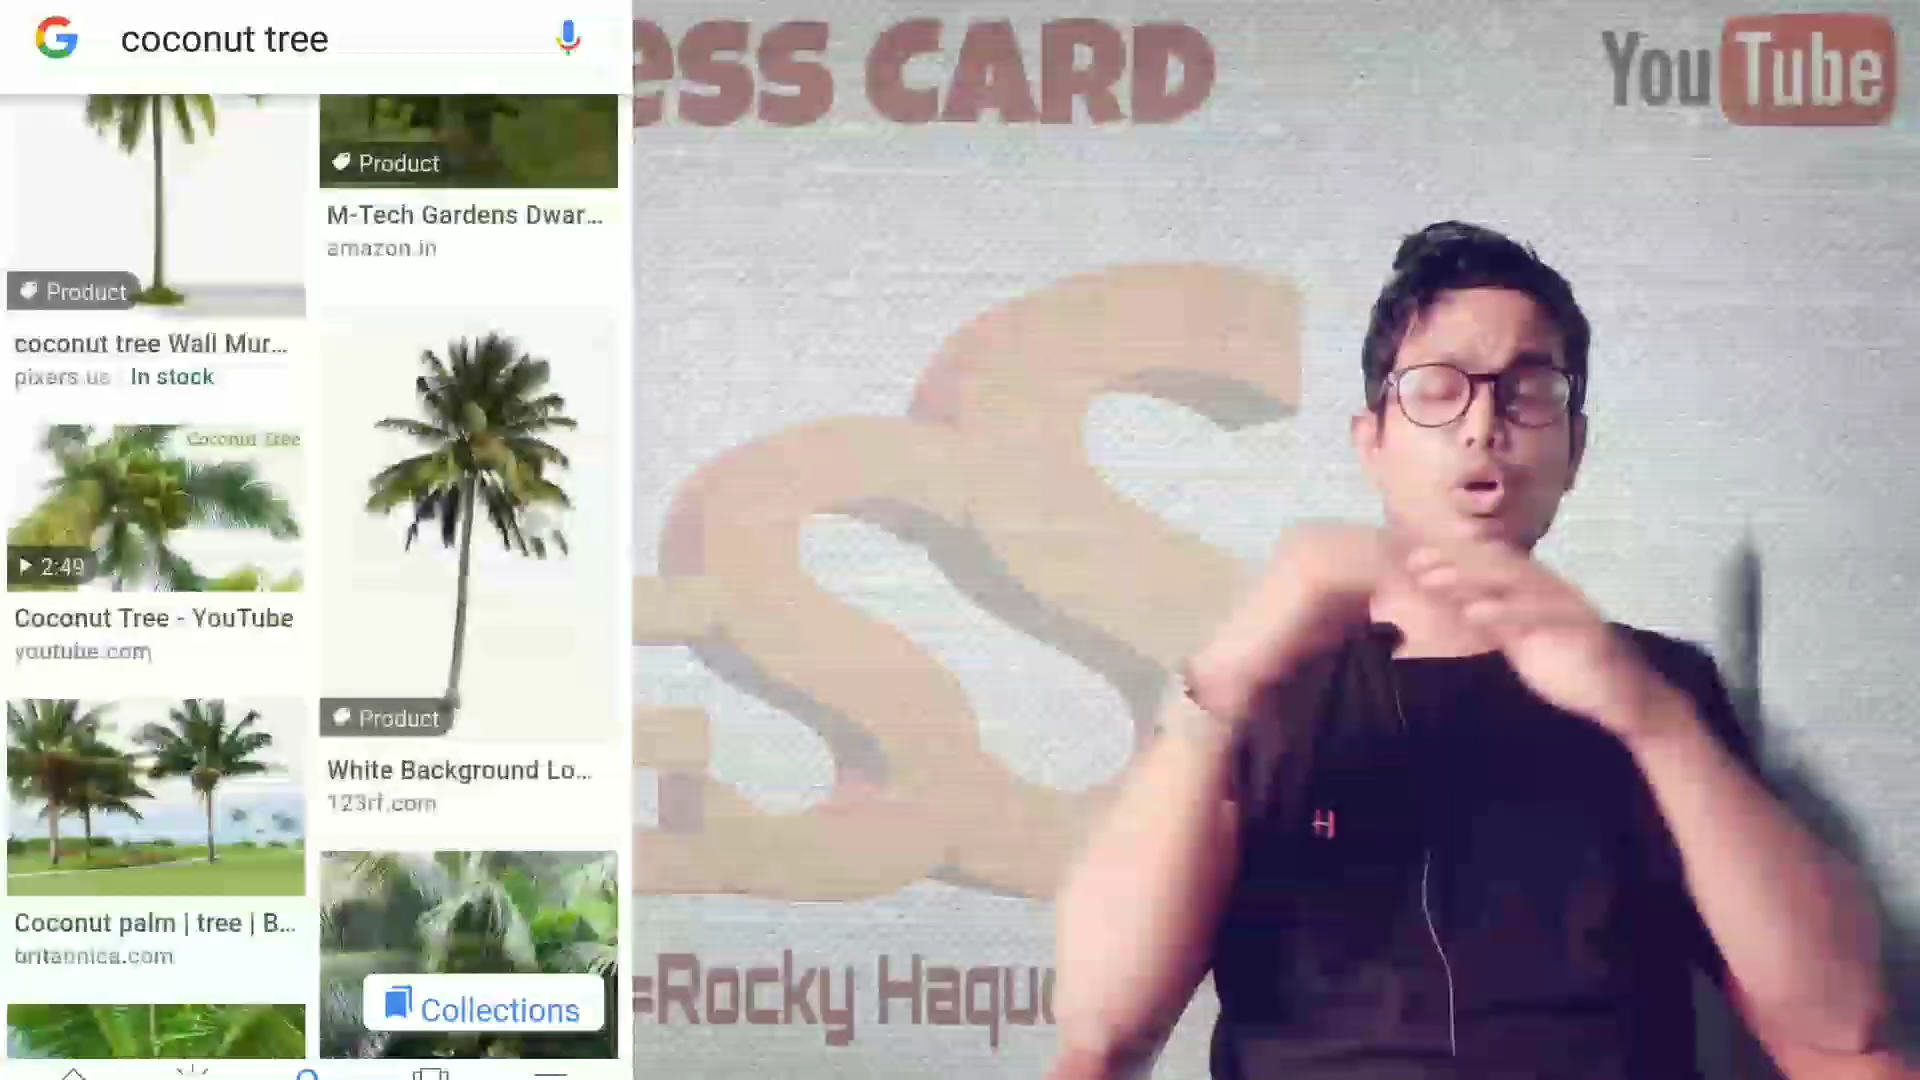 coconut tree
Product
M-Tech Gardens Dwar...
amazon.in
Product
coconut tree Wall Mur...
pixers.us In stock
Coconut Tree
2:49
Coconut Tree - YouTube
youtube.com
Product
White Background Lo...
123rf.com
Coconut palm | tree | B...
britannica.com
Collections
ess CARD
YouTube
=Rocky Haqu
H